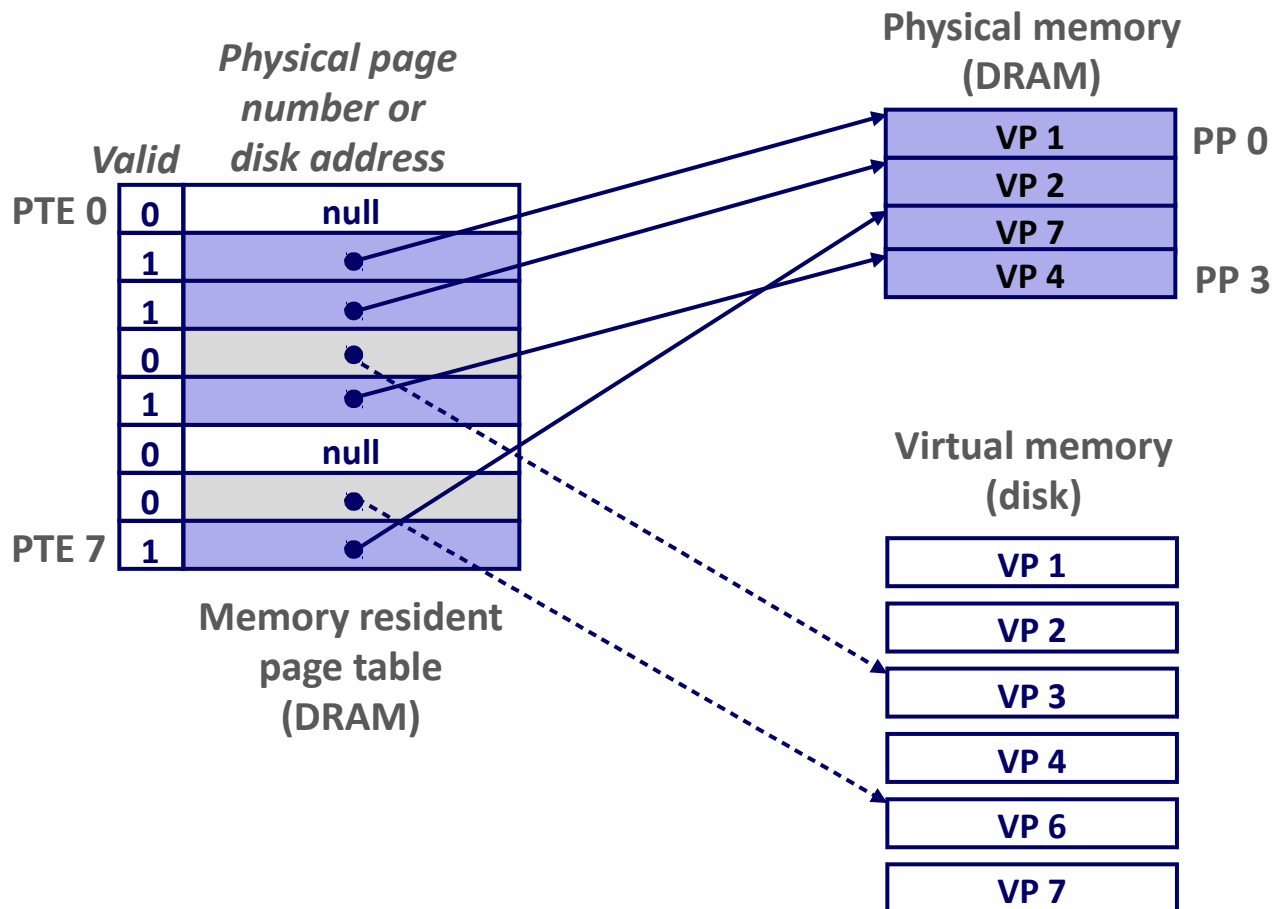 Physical memory
(DRAM)
Physical page
number or
disk address
Valid
VP 1
PP 0
VP 2
VP 7
VP 4
PP 3
PTE 0
0
null
1
1
0
1
0
null
0
PTE 7
1
Memory resident
page table
(DRAM)
Virtual memory
(disk)
VP 1
VP 2
VP 3
VP 4
VP 6
VP 7